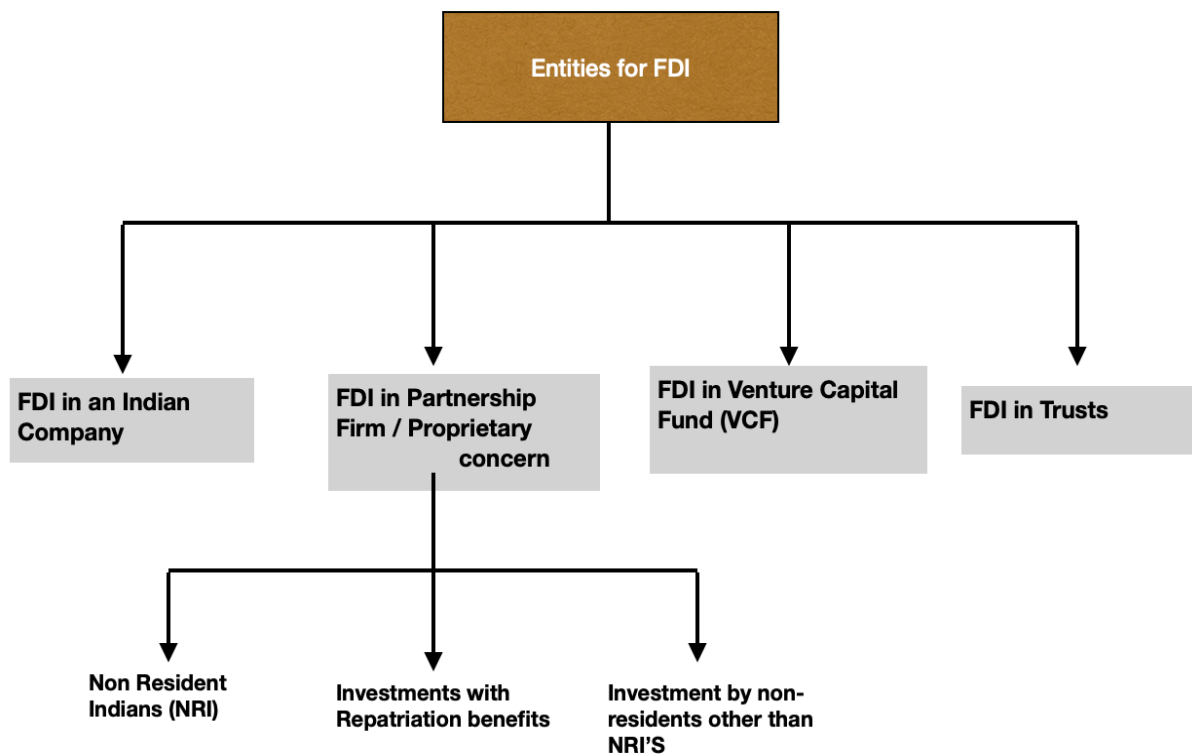 Entities for FDI
FDI in an Indian
Company
FDI in Partnership
Firm / Proprietary
concern
FDI in Venture Capital
Fund (VCF)
FDI in Trusts
Non Resident
Indians (NRI)
Investments with
Repatriation benefits
Investment by non-
residents other than
NRI'S